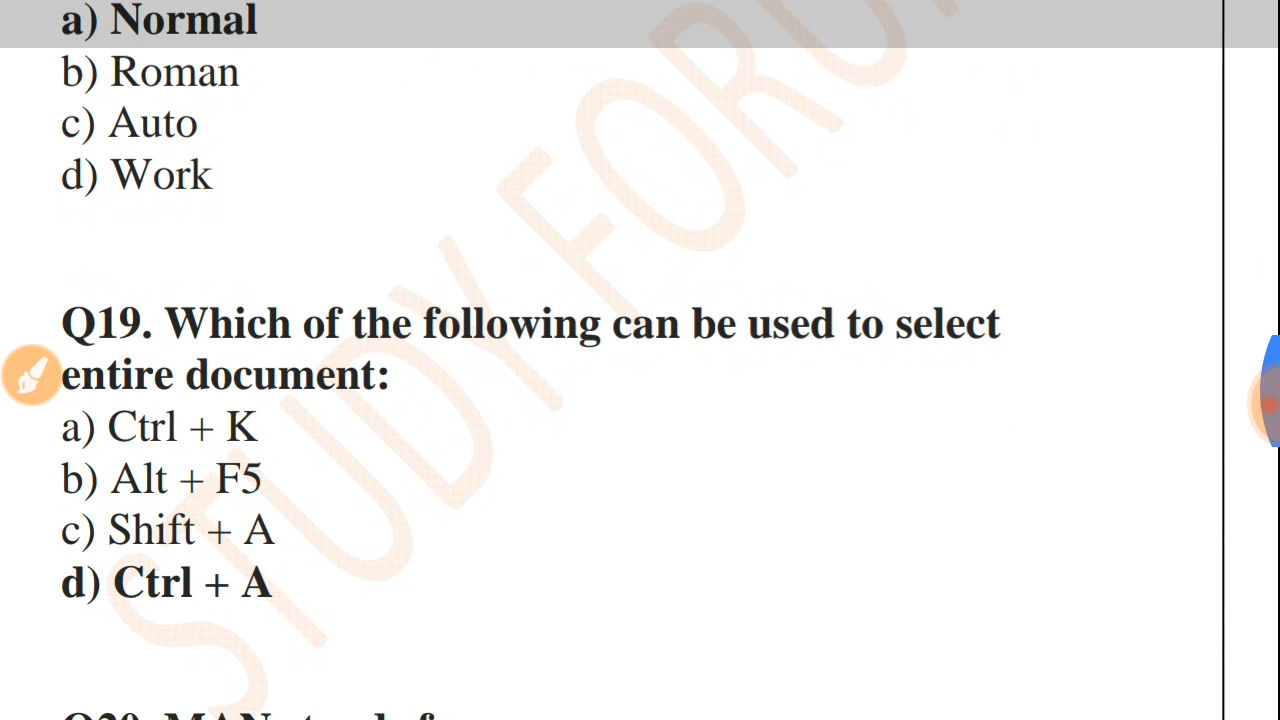 a) Normal
b) Roman
c) Auto
d) Work
Q19. Which of the following can be used to select
entire document:
a) Ctrl + K
b) Alt + F5
c) Shift + A
d) Ctrl + A
STUDY